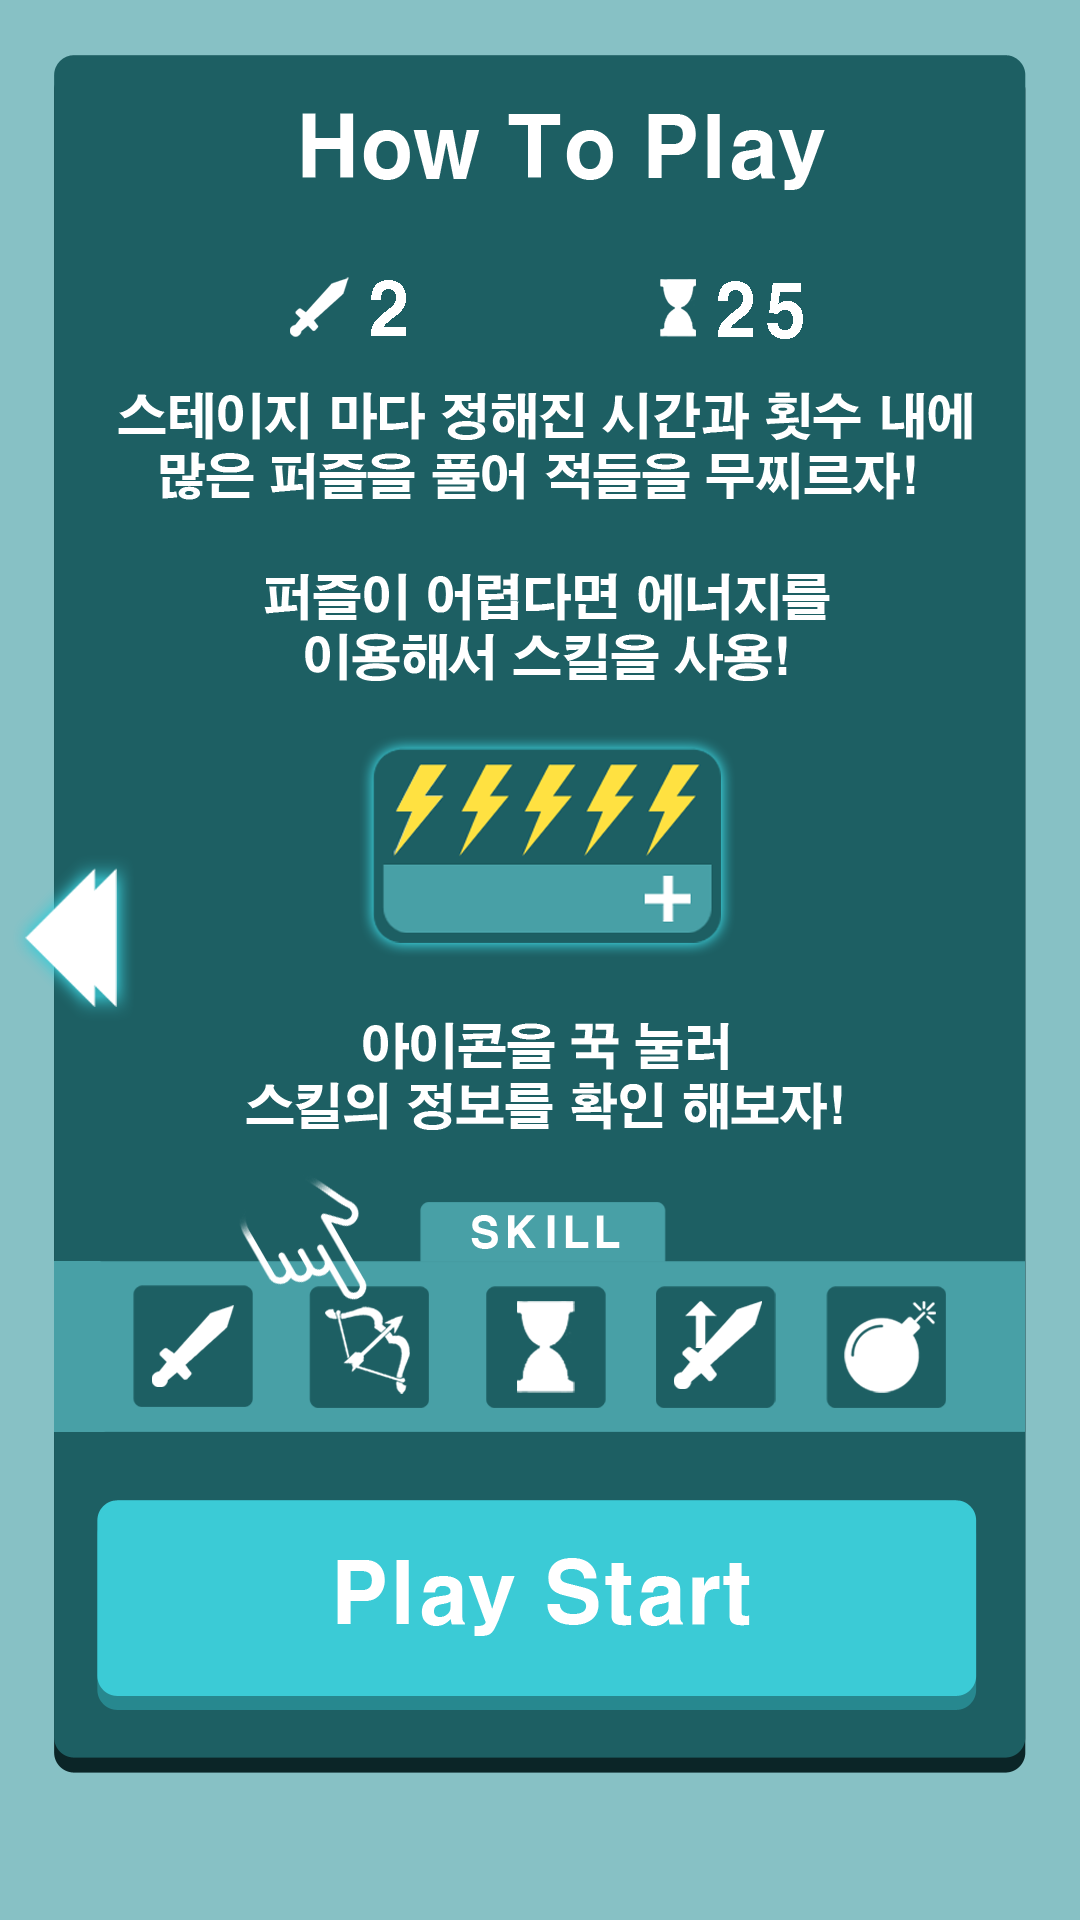 How To Play
2 25
스테이지 마다 정해진 시간과 횟수 내에
많은 퍼즐을 풀어 적들을 무찌르자!
퍼즐이 어렵다면 에너지를
이용해서 스킬을 사용!
+
아이콘을 꾹 눌러
스킬의 정보를 확인 해보자!
SKILL
Play Start